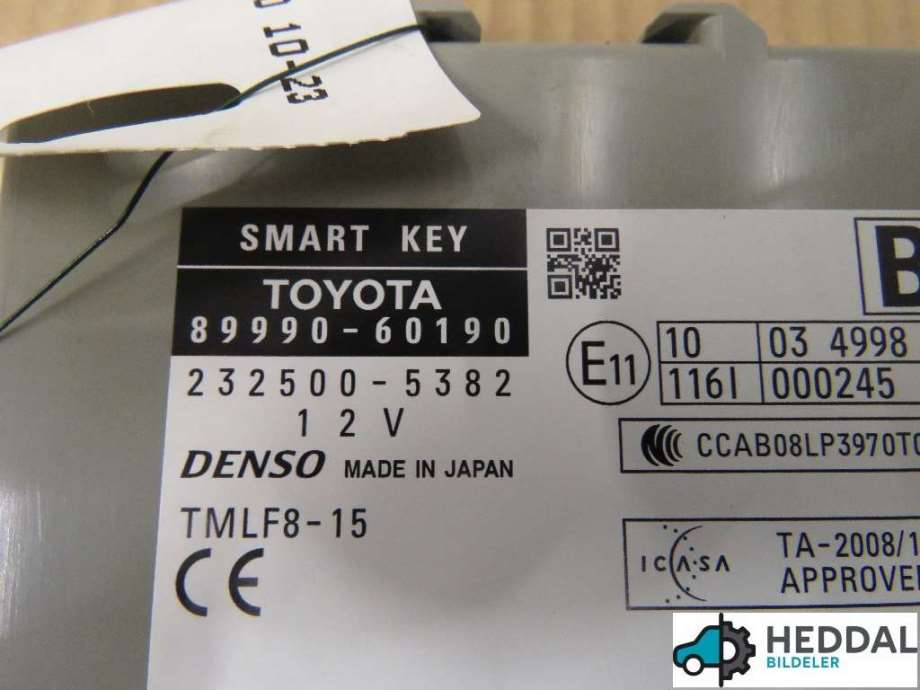 10-23
SMART KEY
TOYOTA
89990-60190
232500-5382
12V
DENSO MADE IN JAPAN
TMLF8-15
CE
B
E11
10 03 4998
116I 000245
CCAB08LP3970T
ICASA
TA-2008/1
APPROVE
HEDDAL
BILDELER